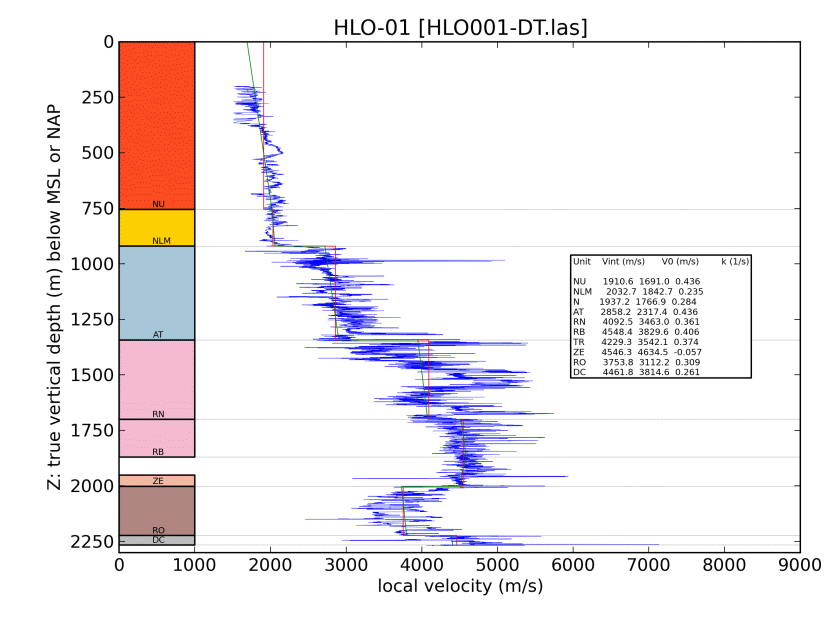 HLO-01 [HLO001-DT.las]
Z: true vertical depth (m) below MSL or NAP
0
250
500
750
1000
1250
1500
1750
2000
2250
NU
NLM
AT
RN
RB
ZE
RO
DC
Unit Vint (m/s) V0 (m/s) k (1/s)
NU 1910.6 1691.0 0.436
NLM 2032.7 1842.7 0.235
N 1937.2 1766.9 0.284
AT 2858.2 2317.4 0.436
RN 4092.5 3463.0 0.361
RB 4548.4 3829.6 0.406
TR 4229.3 3542.1 0.374
ZE 4546.3 4634.5 -0.057
RO 3753.8 3112.2 0.309
DC 4461.8 3814.6 0.261
0 1000 2000 3000 4000 5000 6000 7000 8000 9000
local velocity (m/s)